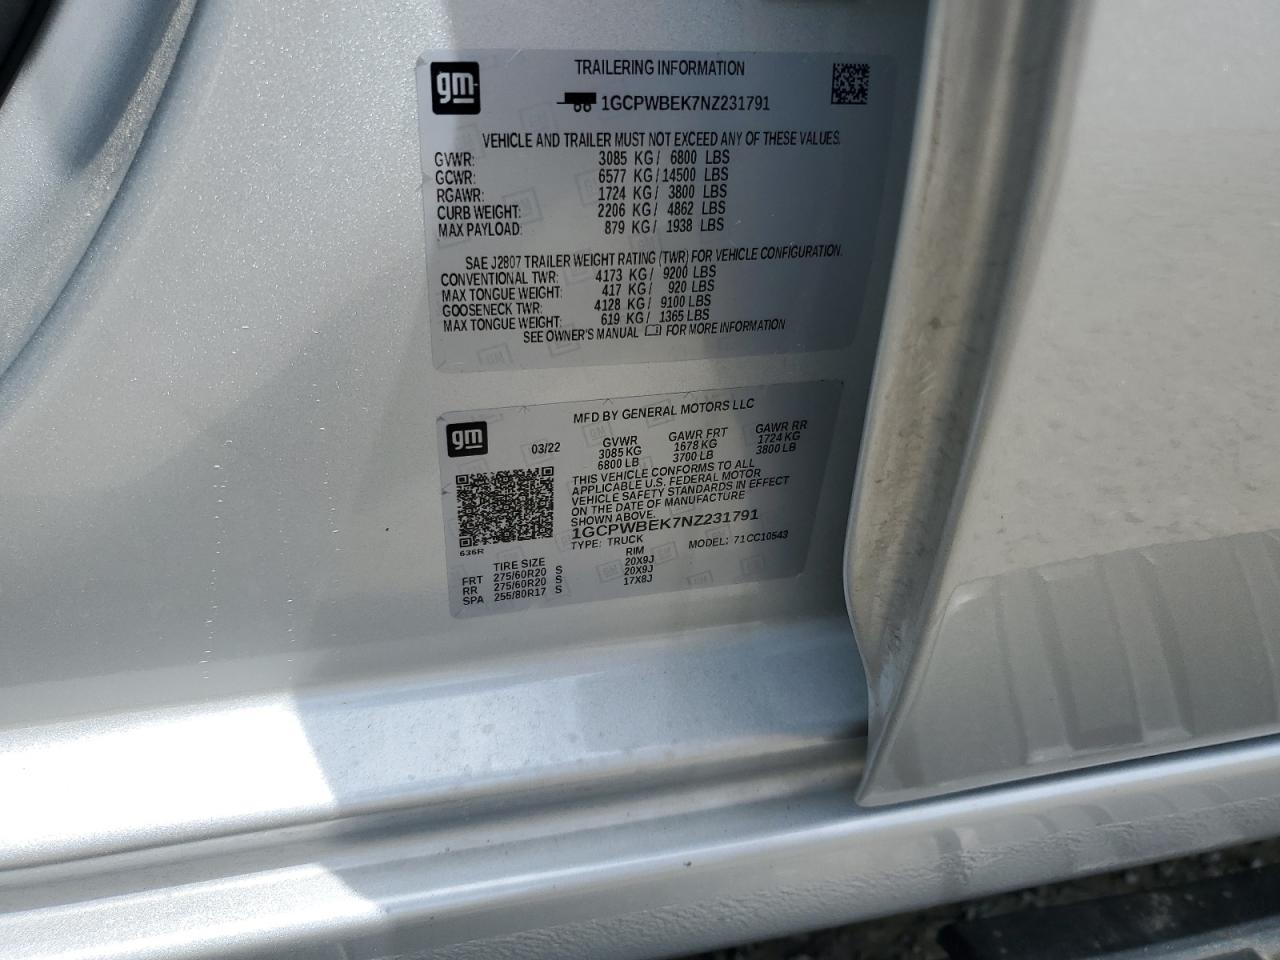 gm
TRAILERING INFORMATION
1GCPWBEK7NZ231791
VEHICLE AND TRAILER MUST NOT EXCEED ANY OF THESE VALUES.
GVWR: 3085 KG/ 6800 LBS
GCWR: 6577 KG/14500 LBS
RGAWR: 1724 KG/ 3800 LBS
CURB WEIGHT: 2206 KG/ 4862 LBS
MAX PAYLOAD: 879 KG/ 1938 LBS
SAE J2807 TRAILER WEIGHT RATING (TWR) FOR VEHICLE CONFIGURATION.
CONVENTIONAL TWR: 4173 KG/ 9200 LBS
MAX TONGUE WEIGHT: 417 KG/ 920 LBS
GOOSENECK TWR: 4128 KG/ 9100 LBS
MAX TONGUE WEIGHT: 619 KG/ 1365 LBS
SEE OWNER'S MANUAL FOR MORE INFORMATION
gm
MFD BY GENERAL MOTORS LLC
03/22 GVWR GAWR FRT GAWR RR
3085 KG 1678 KG 1724 KG
6800 LB 3700 LB 3800 LB
THIS VEHICLE CONFORMS TO ALL
APPLICABLE U.S. FEDERAL MOTOR
VEHICLE SAFETY STANDARDS IN EFFECT
ON THE DATE OF MANUFACTURE
SHOWN ABOVE.
1GCPWBEK7NZ231791
TYPE: TRUCK MODEL: 71CC10543
636R
TIRE SIZE RIM
FRT 275/60R20 S 20X9J
RR 275/60R20 S 20X9J
SPA 255/80R17 S 17X8J